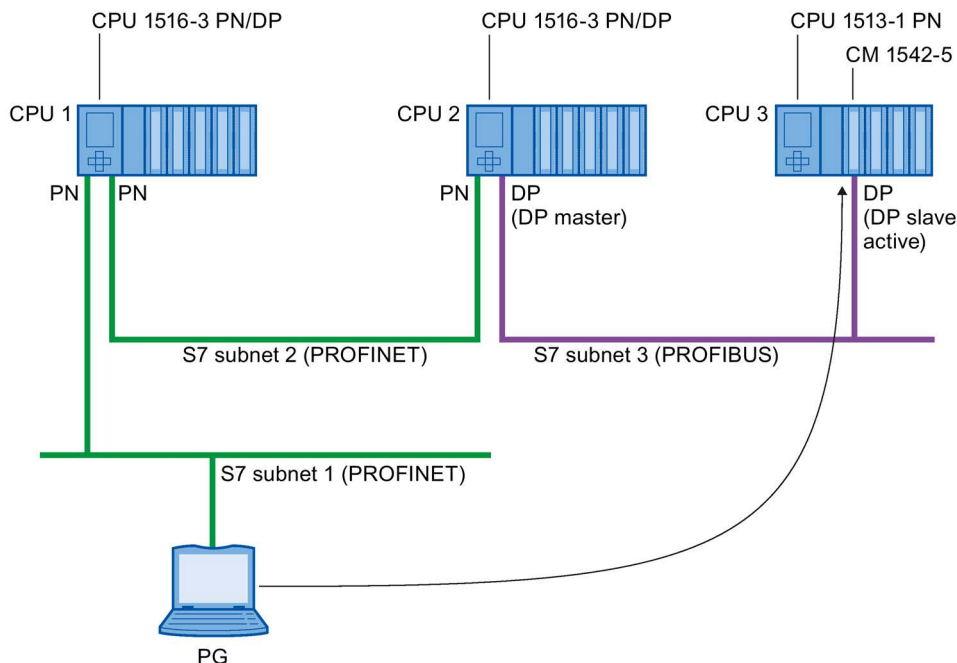 CPU 1516-3 PN/DP
CPU 1516-3 PN/DP
CPU 1513-1 PN
CM 1542-5
CPU 1
CPU 2
CPU 3
PN
PN
PN
DP
(DP master)
DP
(DP slave
active)
S7 subnet 2 (PROFINET)
S7 subnet 3 (PROFIBUS)
S7 subnet 1 (PROFINET)
PG